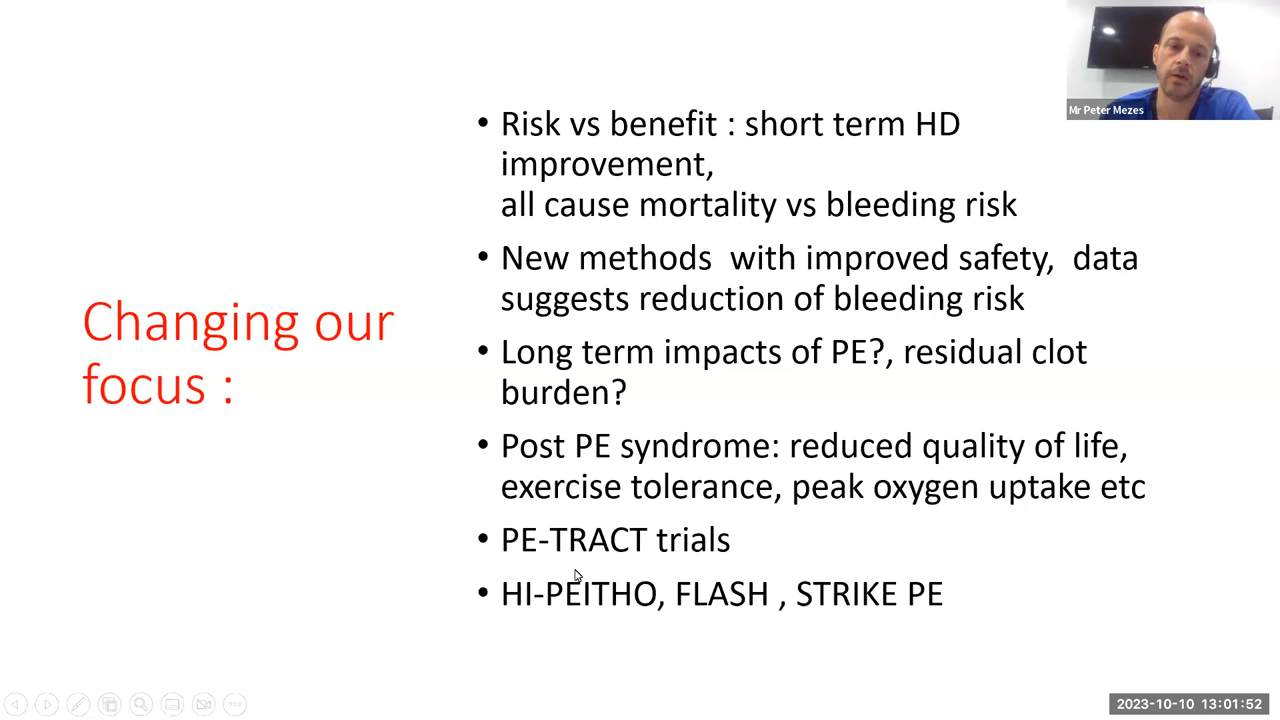 Mr Peter Mezes
Changing our
focus :
• Risk vs benefit : short term HD
improvement,
all cause mortality vs bleeding risk
• New methods  with improved safety,  data
suggests reduction of bleeding risk
• Long term impacts of PE?, residual clot
burden?
• Post PE syndrome: reduced quality of life,
exercise tolerance, peak oxygen uptake etc
• PE-TRACT trials
• HI-PEITHO, FLASH , STRIKE PE
2023-10-10 13:01:52